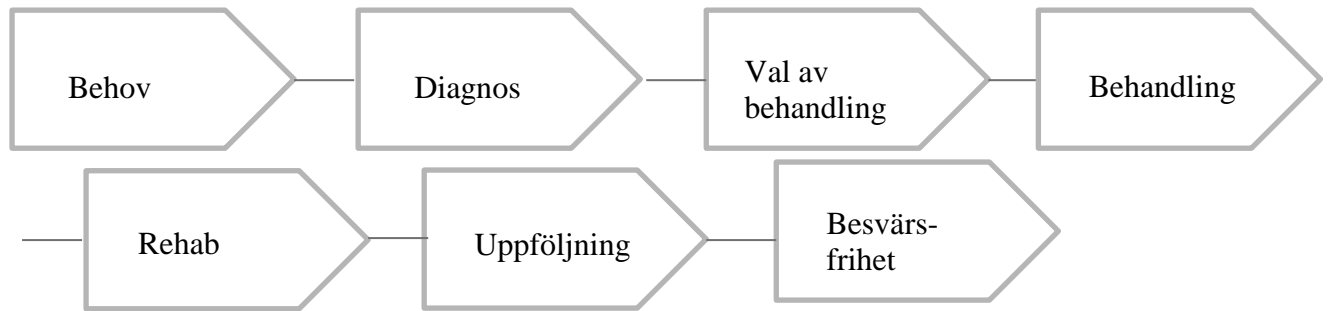 Behov
Diagnos
Val av
behandling
Behandling
Rehab
Uppföljning
Besvärs-
frihet